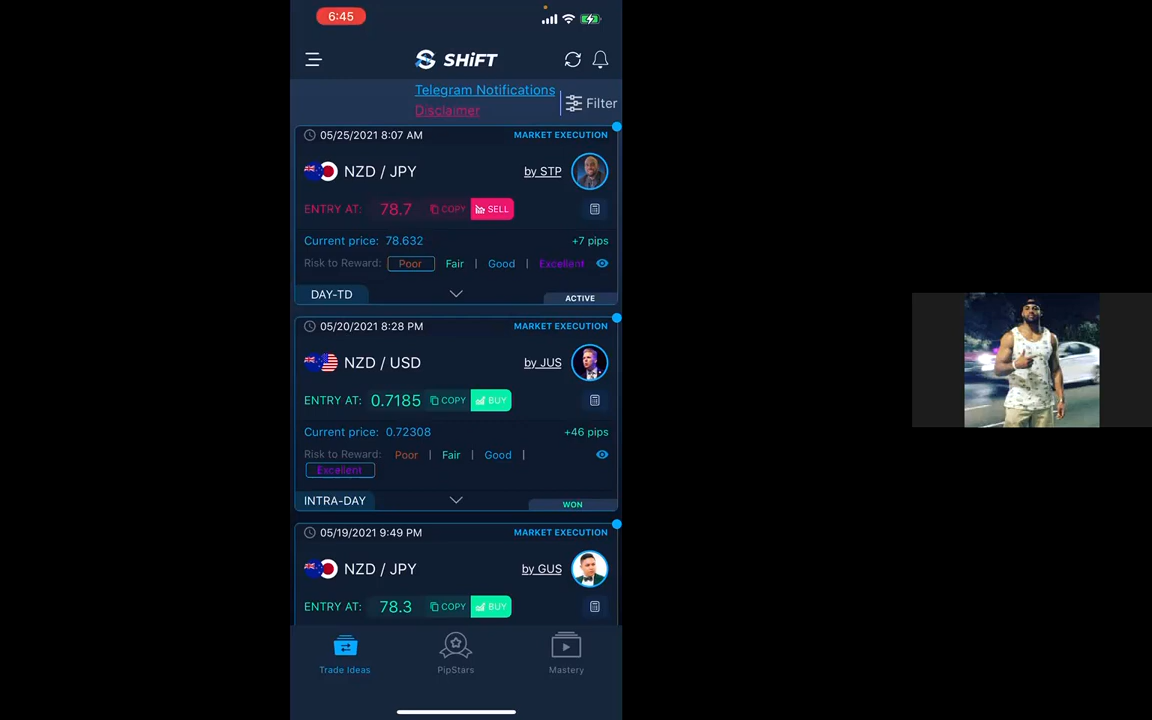 6:45
SHiFT
Telegram Notifications
Disclaimer
Filter
05/25/2021 8:07 AM MARKET EXECUTION
NZD / JPY by STP
ENTRY AT: 78.7 COPY SELL
Current price: 78.632 +7 pips
Risk to Reward: Poor Fair | Good | Excellent
DAY-TD ACTIVE
05/20/2021 8:28 PM MARKET EXECUTION
NZD / USD by JUS
ENTRY AT: 0.7185 COPY BUY
Current price: 0.72308 +46 pips
Risk to Reward: Poor | Fair | Good |
Excellent
INTRA-DAY WON
05/19/2021 9:49 PM MARKET EXECUTION
NZD / JPY by GUS
ENTRY AT: 78.3 COPY BUY
Trade Ideas PipStars Mastery